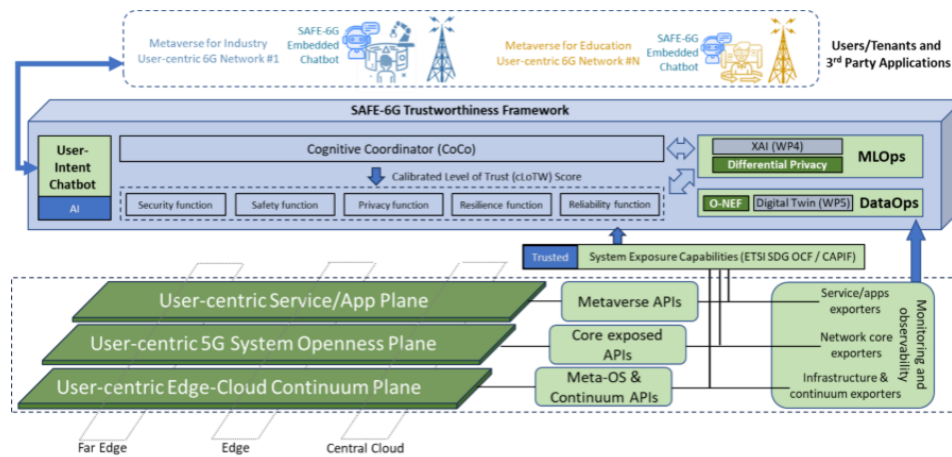 Metaverse for Industry
User-centric 6G Network #1
SAFE-6G
Embedded
Chatbot
Metaverse for Education
User-centric 6G Network #N
SAFE-6G
Embedded
Chatbot
Users/Tenants and
3rd Party Applications
SAFE-6G Trustworthiness Framework
User-
Intent
Chatbot
AI
Cognitive Coordinator (CoCo)
Calibrated Level of Trust (cLoTW) Score
Security function
Safety function
Privacy function
Resilience function
Reliability function
XAI (WP4)
Differential Privacy
MLOps
O-NEF
Digital Twin (WP5)
DataOps
Trusted
System Exposure Capabilities (ETSI SDG OCF / CAPIF)
User-centric Service/App Plane
User-centric 5G System Openness Plane
User-centric Edge-Cloud Continuum Plane
Metaverse APIs
Core exposed
APIs
Meta-OS &
Continuum APIs
Service/apps
exporters
Network core
exporters
Infrastructure &
continuum exporters
Monitoring and
observability
Far Edge
Edge
Central Cloud